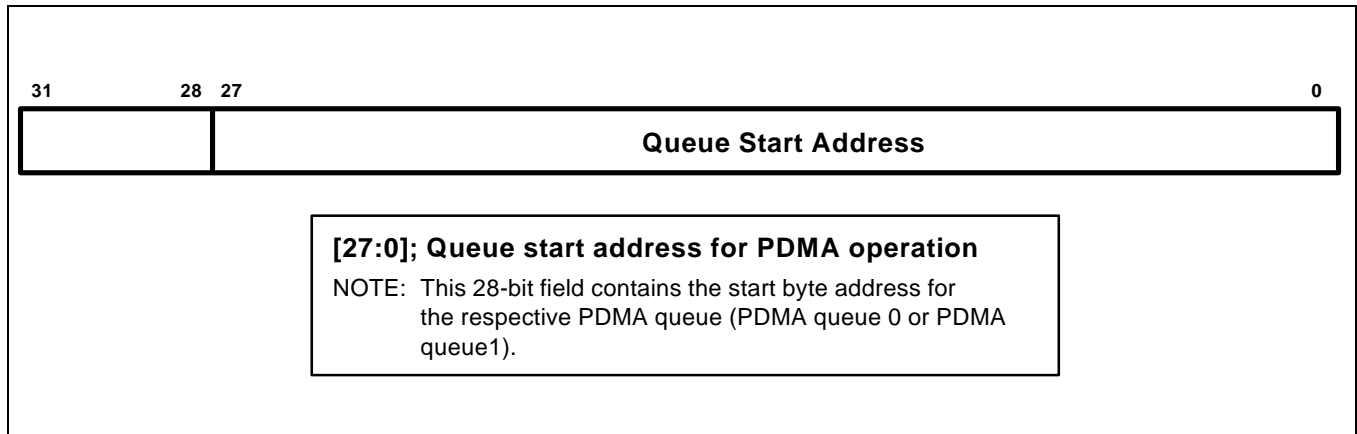 31 28 27 0
Queue Start Address
[27:0]; Queue start address for PDMA operation
NOTE: This 28-bit field contains the start byte address for
the respective PDMA queue (PDMA queue 0 or PDMA
queue1).